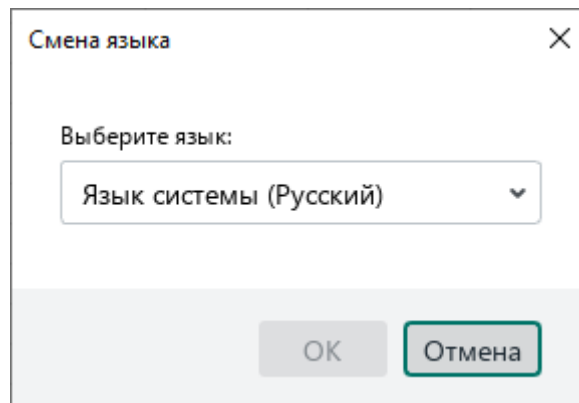 Смена языка
Выберите язык:
Язык системы (Русский)
OK
Отмена